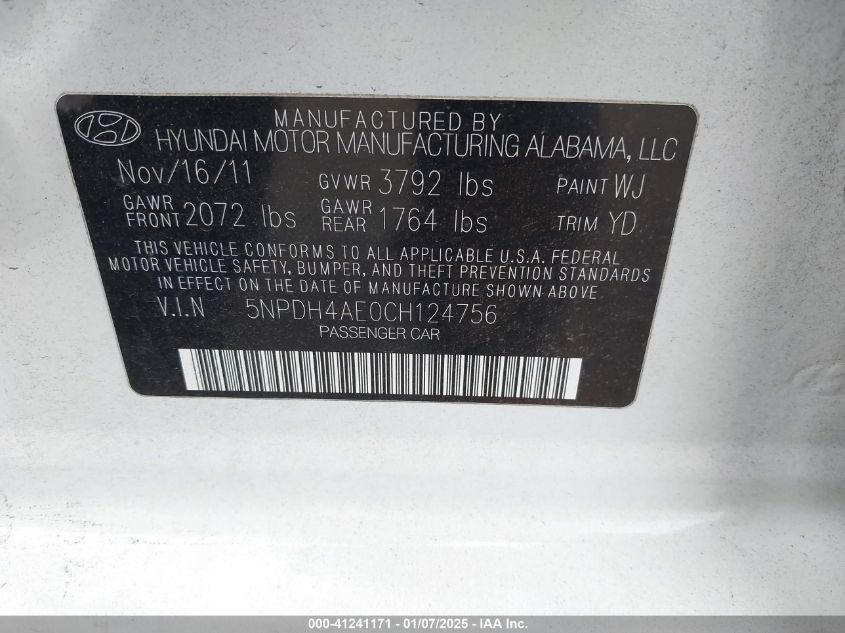 MANUFACTURED BY
HYUNDAI MOTOR MANUFACTURING ALABAMA, LLC
Nov/16/11 GVWR 3792 lbs PAINT WJ
GAWR FRONT 2072 lbs GAWR REAR 1764 lbs TRIM YD
THIS VEHICLE CONFORMS TO ALL APPLICABLE U.S.A. FEDERAL
MOTOR VEHICLE SAFETY, BUMPER, AND THEFT PREVENTION STANDARDS
IN EFFECT ON THE DATE OF MANUFACTURE SHOWN ABOVE
V.I.N 5NPDH4AE0CH124756
PASSENGER CAR
000-41241171 - 01/07/2025 - IAA Inc.